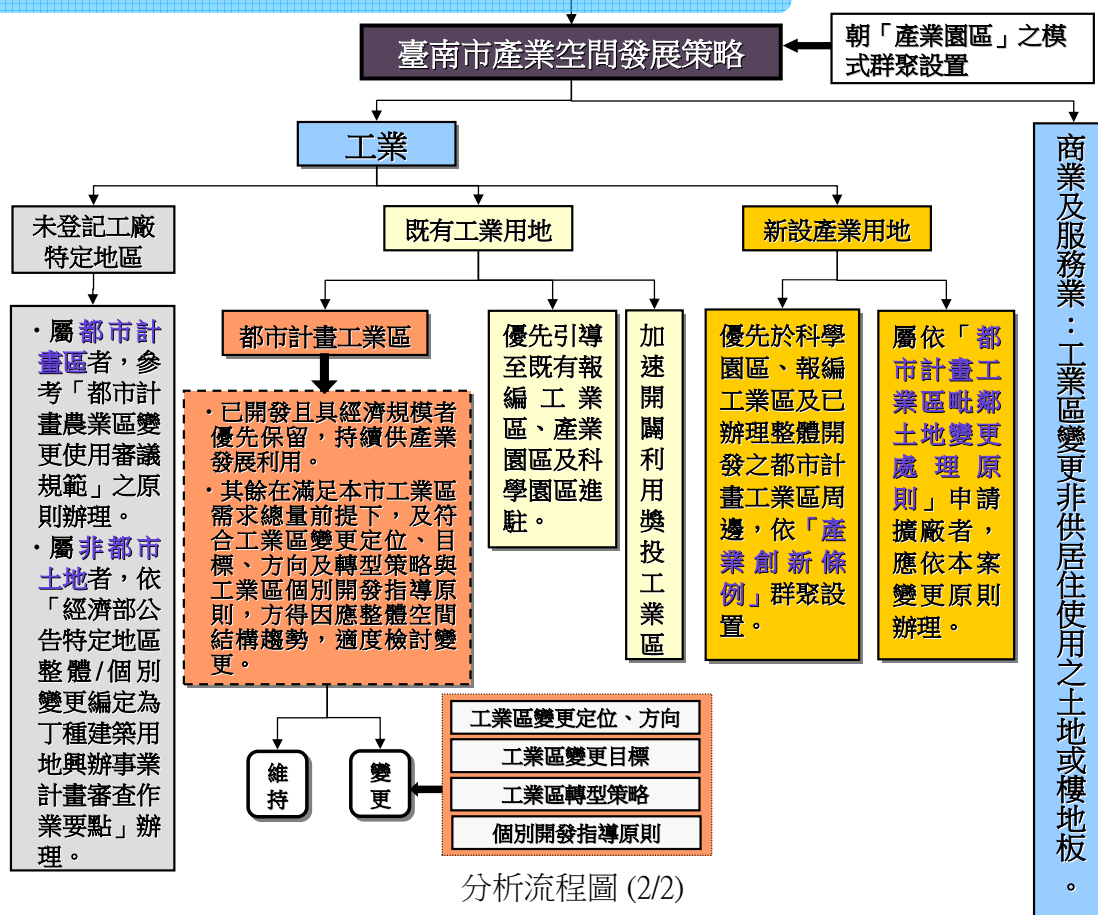 臺南市產業空間發展策略
朝「產業園區」之模
式群聚設置
工業
未登記工廠
特定地區
・屬都市計
畫區者，參
考「都市計
畫農業區變
更使用審議
規範」之原
則辦理。
・屬非都市
土地者，依
「經濟部公
告特定地區
整體/個別
變更編定為
丁種建築用
地興辦事業
計畫審查作
業要點」辦
理。
既有工業用地
都市計畫工業區
・已開發且具經濟規模者
優先保留，持續供產業
發展利用。
・其餘在滿足本市工業區
需求總量前提下，及符
合工業區變更定位、目
標、方向及轉型策略與
工業區個別開發指導原
則，方得因應整體空間
結構趨勢，適度檢討變
更。
維
持
變
更
工業區變更定位、方向
工業區變更目標
工業區轉型策略
個別開發指導原則
優先引導
至既有報
編工業
區、產業
園區及科
學園區進
駐。
加速開闢利用獎投工業區
新設產業用地
優先於科學
園區、報編
工業區及已
辦理整體開
發之都市計
畫工業區周
邊，依「產
業創新條
例」群聚設
置。
屬依「都
市計畫工
業區毗鄰
土地變更
處理原
則」申請
擴廠者，
應依本案
變更原則
辦理。
商業及服務業：工業區變更非供居住使用之土地或樓地板。
分析流程圖 (2/2)